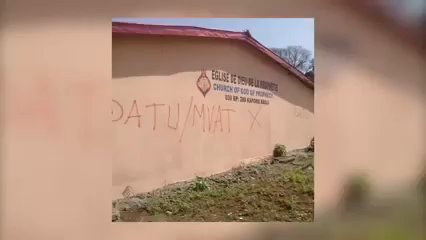 EGLISE DE DIEU DE LA PROPHETIE
CHURCH OF GOD OF PROPHECY
DATU/MVAT X